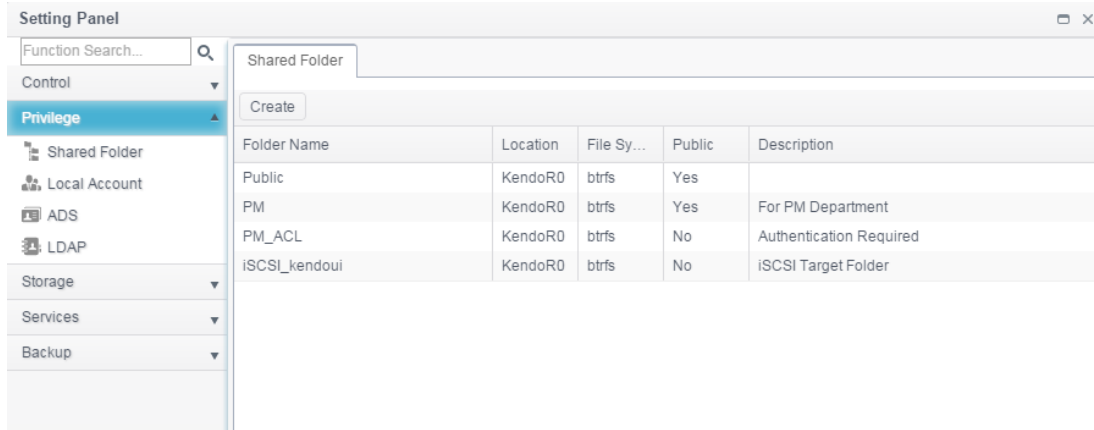 Setting Panel
Function Search...
Control
Privilege
Shared Folder
Local Account
ADS
LDAP
Storage
Services
Backup
Shared Folder
Create
Folder Name Location File Sy... Public Description
Public KendoR0 btrfs Yes
PM KendoR0 btrfs Yes For PM Department
PM_ACL KendoR0 btrfs No Authentication Required
iSCSI_kendoui KendoR0 btrfs No iSCSI Target Folder